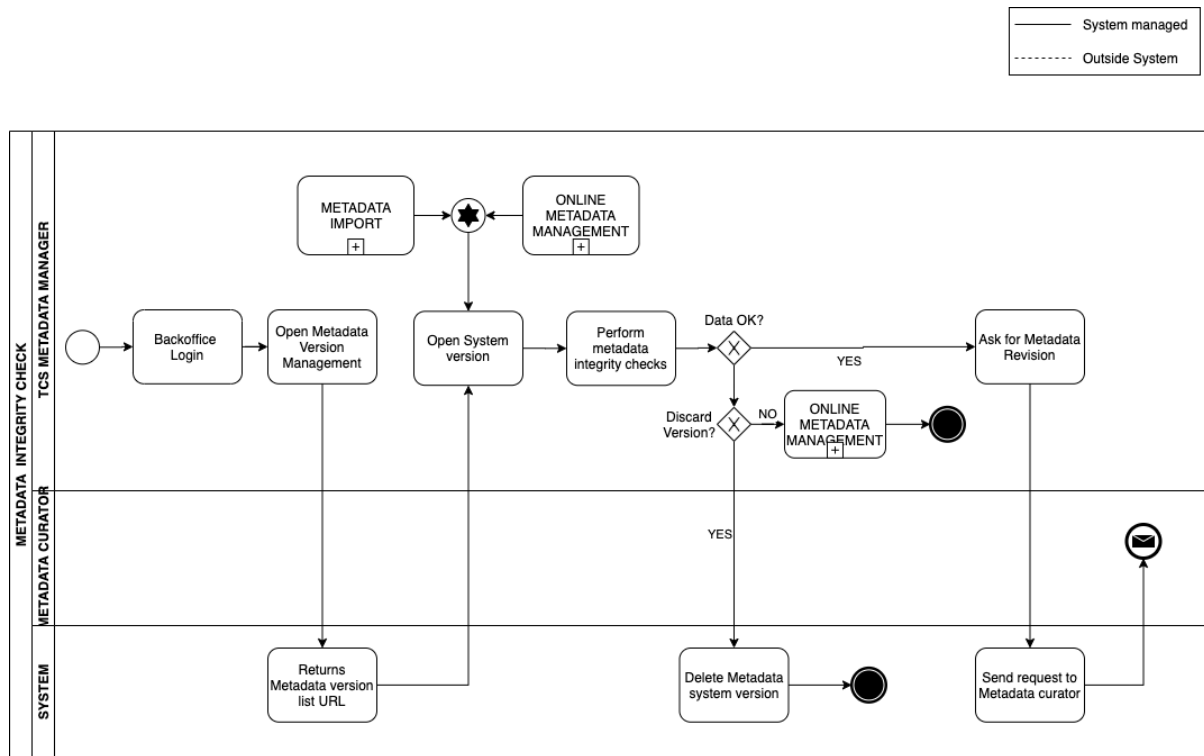 System managed
Outside System
METADATA INTEGRITY CHECK
TCS METADATA MANAGER
METADATA
IMPORT
ONLINE
METADATA
MANAGEMENT
Backoffice
Login
Open Metadata
Version
Management
Open System
version
Perform
metadata
integrity checks
Data OK?
YES
Ask for Metadata
Revision
Discard
Version?
NO
ONLINE
METADATA
MANAGEMENT
METADATA CURATOR
YES
SYSTEM
Returns
Metadata version
list URL
Delete Metadata
system version
Send request to
Metadata curator